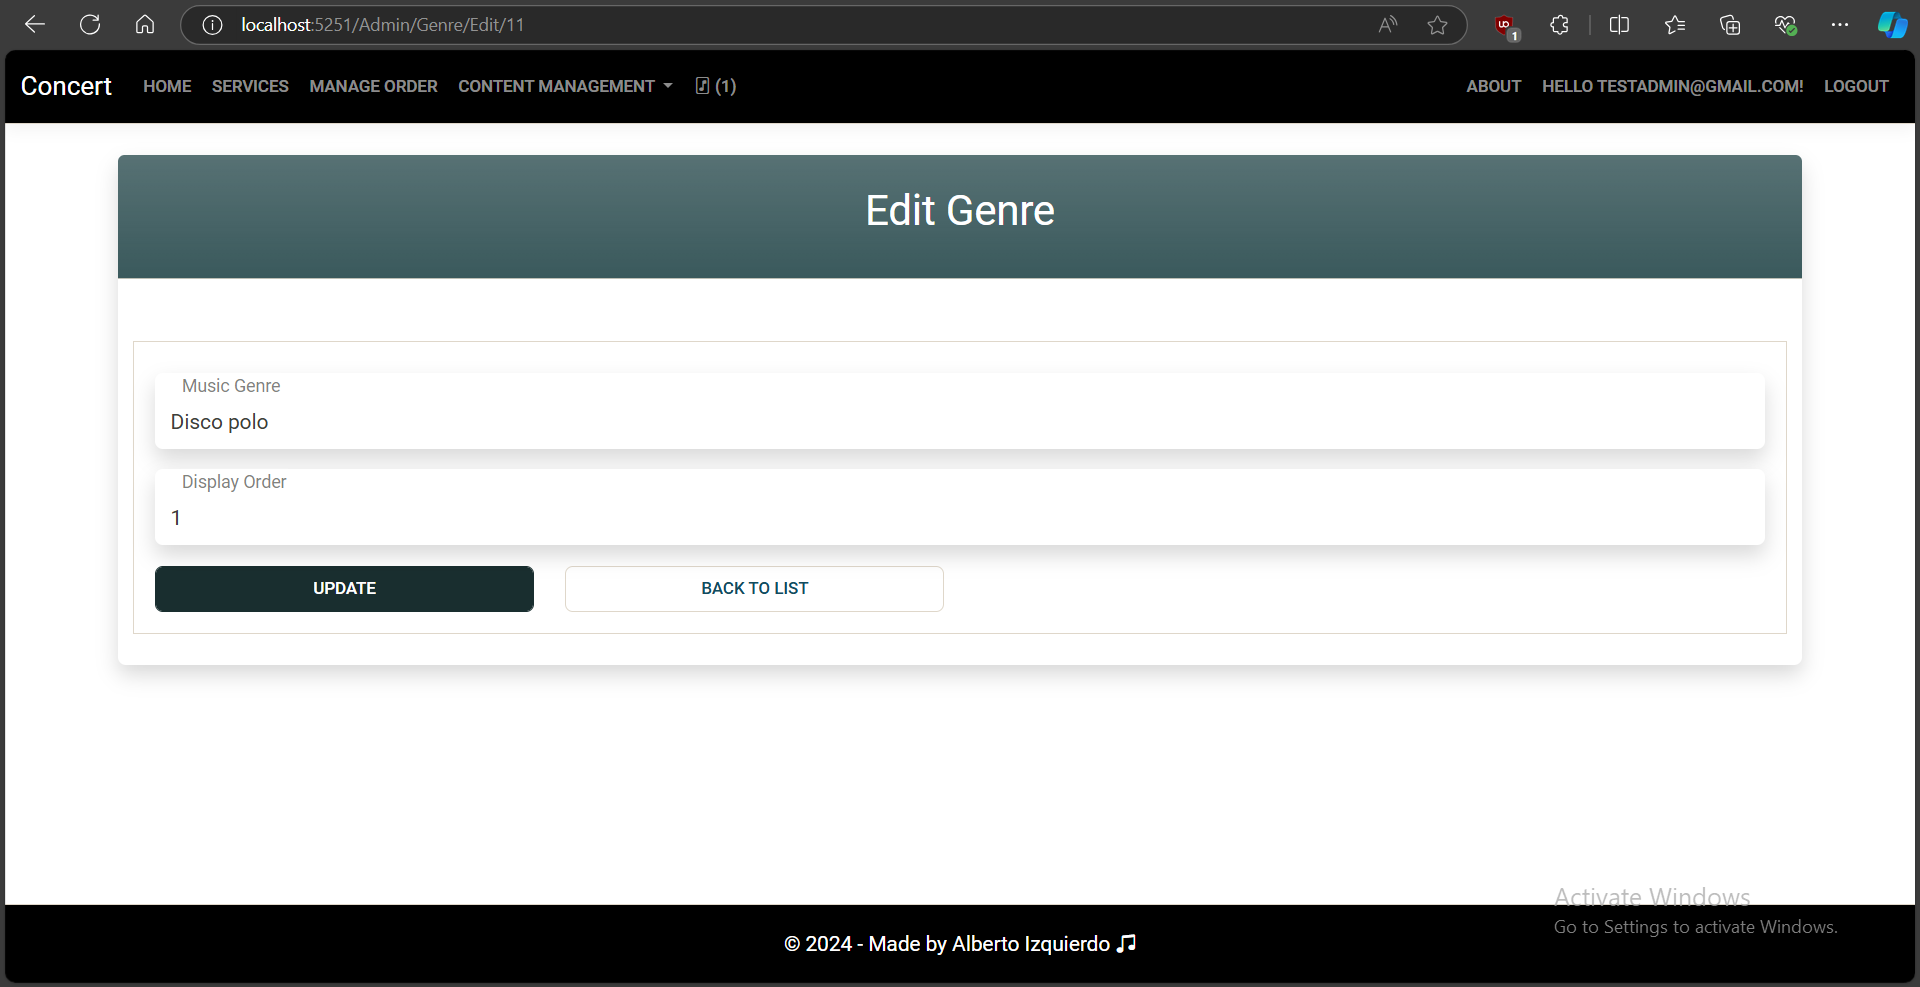 localhost:5251/Admin/Genre/Edit/11
1
Concert HOME SERVICES MANAGE ORDER CONTENT MANAGEMENT (1) ABOUT HELLO TESTADMIN@GMAIL.COM! LOGOUT
Edit Genre
Music Genre
Disco polo
Display Order
1
UPDATE BACK TO LIST
Activate Windows
Go to Settings to activate Windows.
© 2024 - Made by Alberto Izquierdo